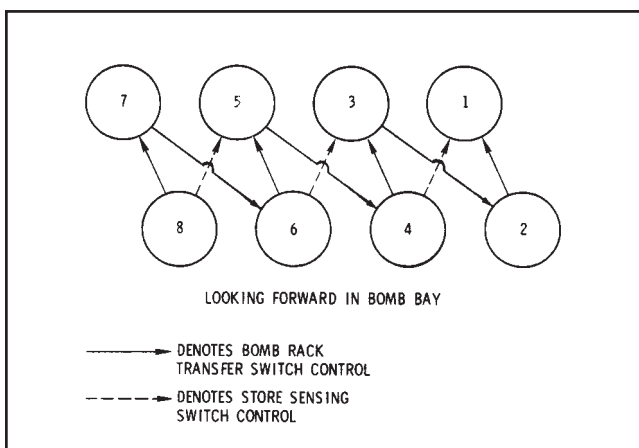 7 5 3 1
8 6 4 2
LOOKING FORWARD IN BOMB BAY
DENOTES BOMB RACK
TRANSFER SWITCH CONTROL
DENOTES STORE SENSING
SWITCH CONTROL